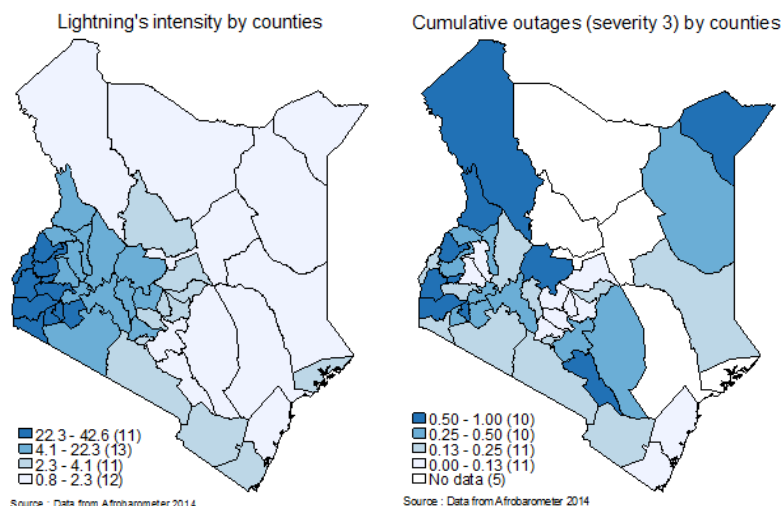 Lightning's intensity by counties
22.3 - 42.6 (11)
4.1 - 22.3 (13)
2.3 - 4.1 (11)
0.8 - 2.3 (12)
Source : Data from Afrobarometer 2014
Cumulative outages (severity 3) by counties
0.50 - 1.00 (10)
0.25 - 0.50 (10)
0.13 - 0.25 (11)
0.00 - 0.13 (11)
No data (5)
Source : Data from Afrobarometer 2014